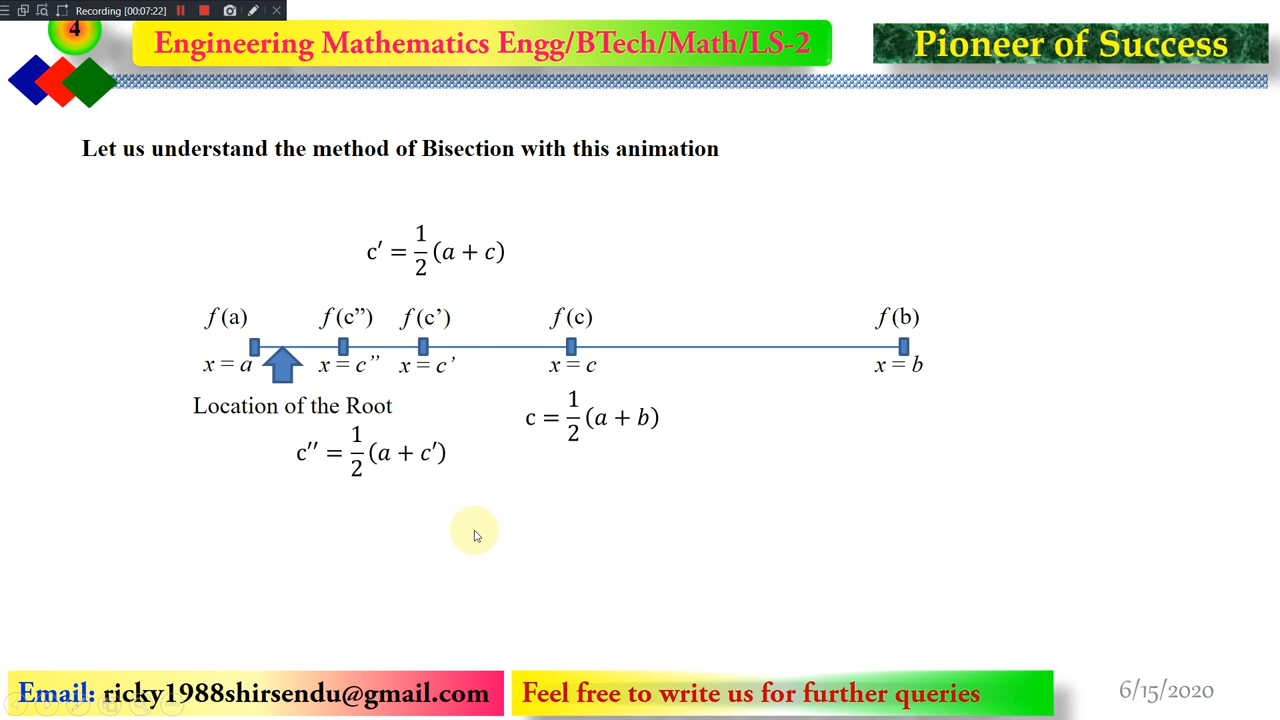 Recording [00:07:22]
4
Engineering Mathematics Engg/BTech/Math/LS-2
Pioneer of Success
Let us understand the method of Bisection with this animation
c′ = 1/2 (a + c)
f (a) f (c”) f (c’) f (c) f (b)
x = a x = c” x = c’ x = c x = b
Location of the Root
c = 1/2 (a + b)
c′′ = 1/2 (a + c′)
Email: ricky1988shirsendu@gmail.com
Feel free to write us for further queries
6/15/2020